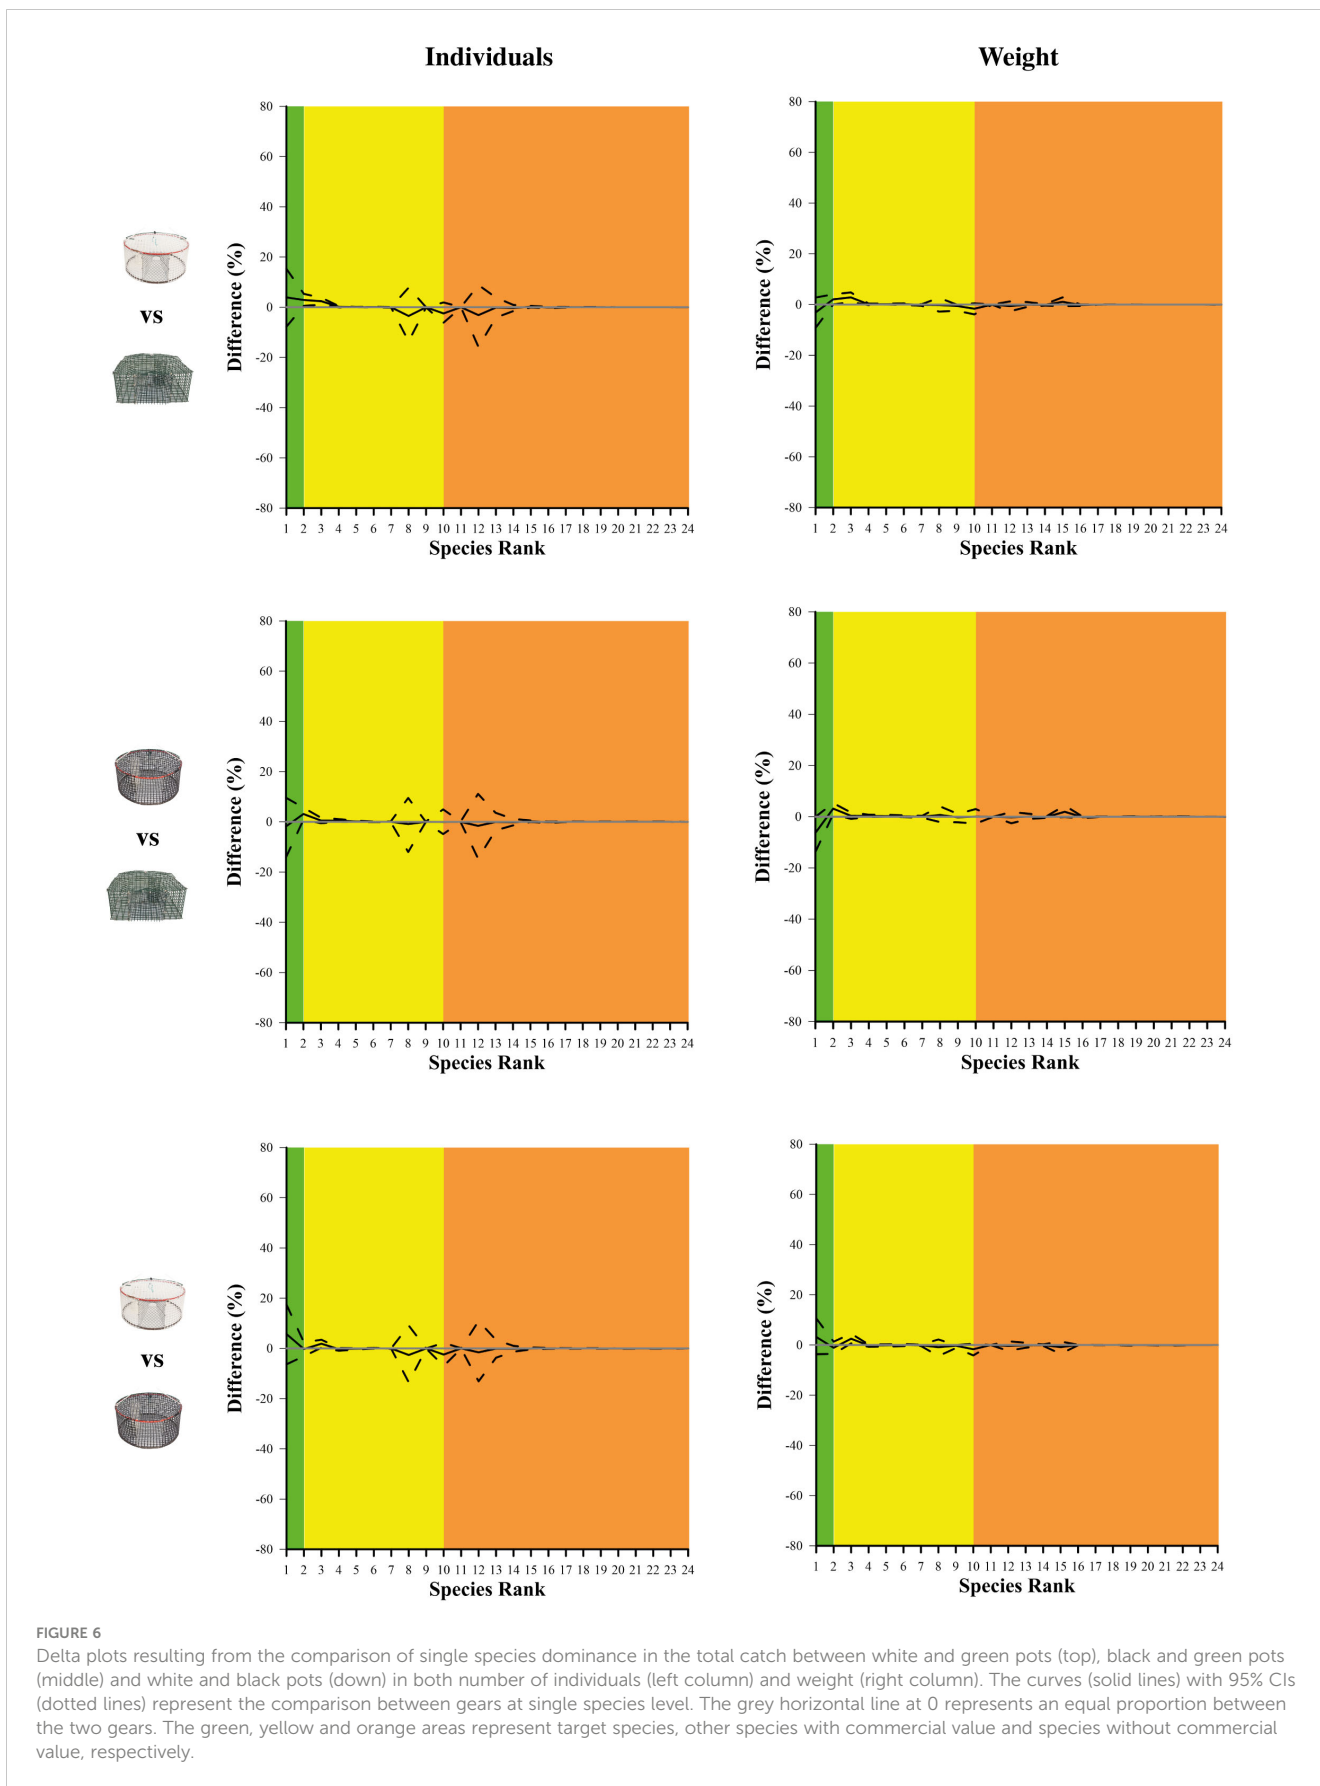 Individuals
Weight
80
60
40
20
0
-20
-40
-60
-80
Difference (%)
1 2 3 4 5 6 7 8 9 10 11 12 13 14 15 16 17 18 19 20 21 22 23 24
Species Rank
80
60
40
20
0
-20
-40
-60
-80
Difference (%)
1 2 3 4 5 6 7 8 9 10 11 12 13 14 15 16 17 18 19 20 21 22 23 24
Species Rank
vs
80
60
40
20
0
-20
-40
-60
-80
Difference (%)
1 2 3 4 5 6 7 8 9 10 11 12 13 14 15 16 17 18 19 20 21 22 23 24
Species Rank
80
60
40
20
0
-20
-40
-60
-80
Difference (%)
1 2 3 4 5 6 7 8 9 10 11 12 13 14 15 16 17 18 19 20 21 22 23 24
Species Rank
vs
80
60
40
20
0
-20
-40
-60
-80
Difference (%)
1 2 3 4 5 6 7 8 9 10 11 12 13 14 15 16 17 18 19 20 21 22 23 24
Species Rank
80
60
40
20
0
-20
-40
-60
-80
Difference (%)
1 2 3 4 5 6 7 8 9 10 11 12 13 14 15 16 17 18 19 20 21 22 23 24
Species Rank
vs
FIGURE 6
Delta plots resulting from the comparison of single species dominance in the total catch between white and green pots (top), black and green pots
(middle) and white and black pots (down) in both number of individuals (left column) and weight (right column). The curves (solid lines) with 95% CIs
(dotted lines) represent the comparison between gears at single species level. The grey horizontal line at 0 represents an equal proportion between
the two gears. The green, yellow and orange areas represent target species, other species with commercial value and species without commercial
value, respectively.